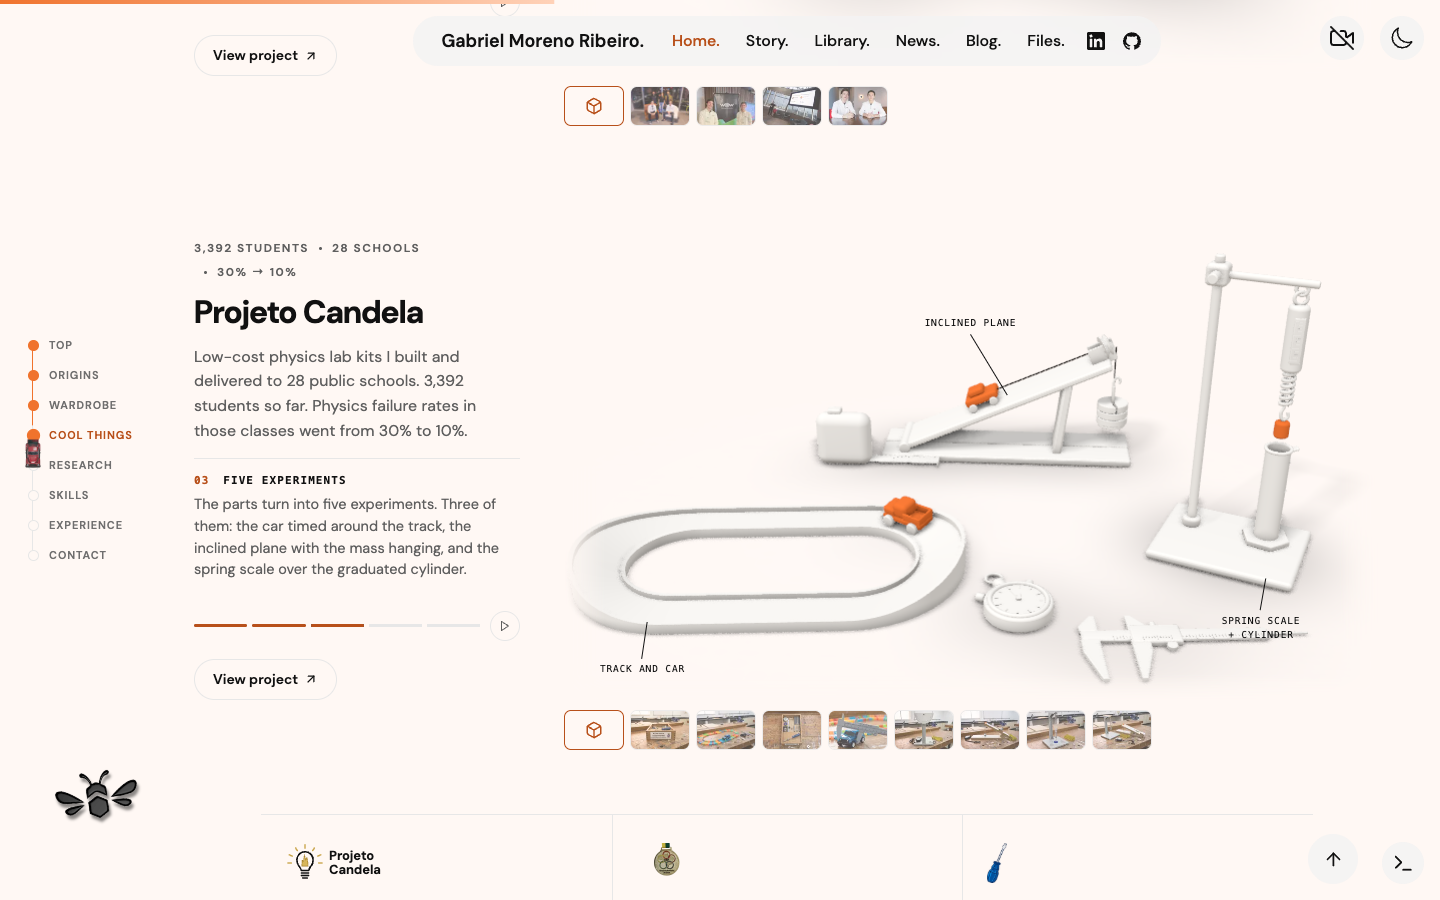 View project
Gabriel Moreno Ribeiro.
Home.
Story.
Library.
News.
Blog.
Files.
TOP
ORIGINS
WARDROBE
COOL THINGS
RESEARCH
SKILLS
EXPERIENCE
CONTACT
3,392 STUDENTS • 28 SCHOOLS
• 30% → 10%
Projeto Candela
Low-cost physics lab kits I built and
delivered to 28 public schools. 3,392
students so far. Physics failure rates in
those classes went from 30% to 10%.
03 FIVE EXPERIMENTS
The parts turn into five experiments. Three of
them: the car timed around the track, the
inclined plane with the mass hanging, and the
spring scale over the graduated cylinder.
View project
INCLINED PLANE
TRACK AND CAR
SPRING SCALE
+ CYLINDER
Projeto
Candela